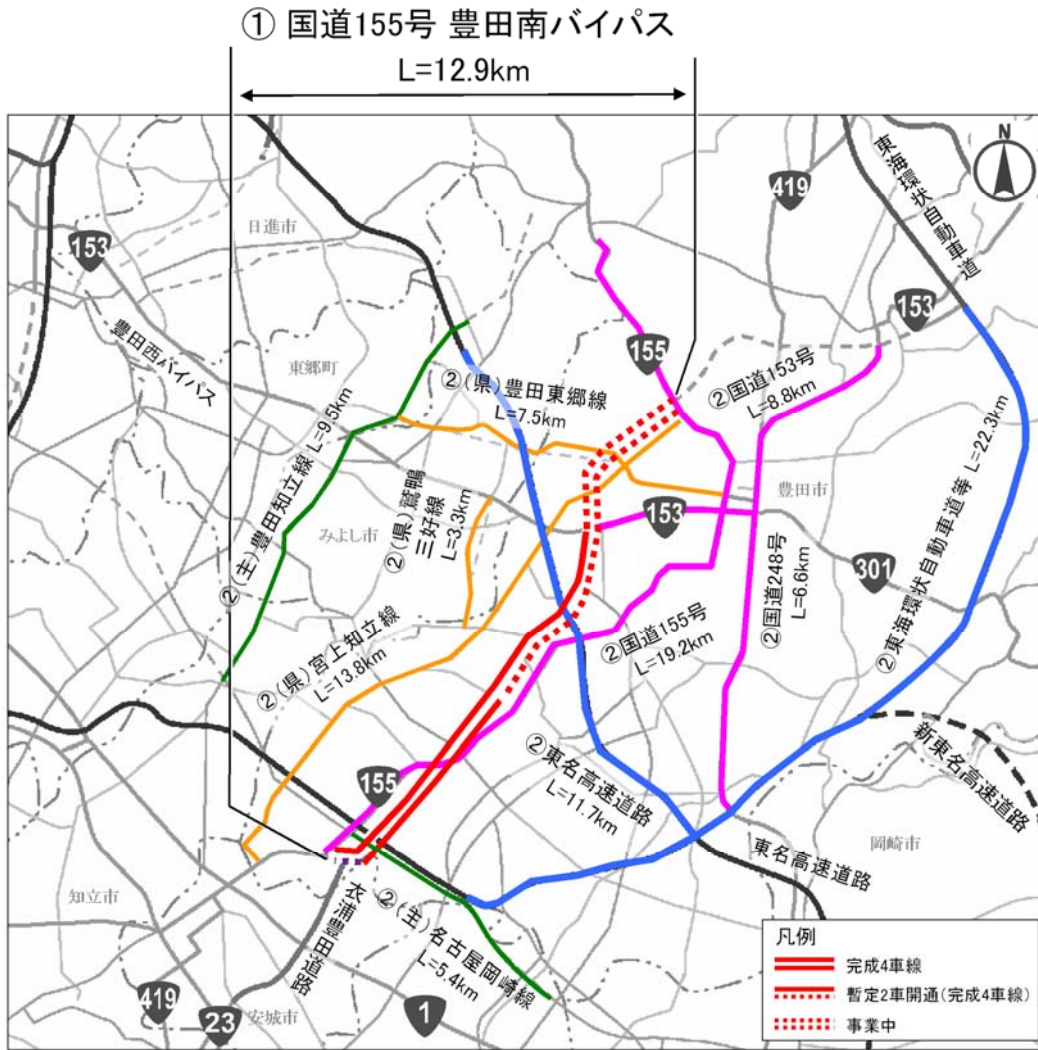 ① 国道155号 豊田南バイパス
L=12.9km
N
東海環状自動車道
419
日進市
153
153
豊田西バイパス
155
東郷町
②(県)豊田東郷線
L=7.5km
②国道153号
L=8.8km
②(主)豊田知立線 L=9.5km
②(県)鴛鴨
三好線
L=3.3km
みよし市
豊田市
153
301
②東海環状自動車道等 L=22.3km
②国道248号
L=6.6km
②国道155号
L=19.2km
②(県)宮上知立線
L=13.8km
②東名高速道路
L=11.7km
新東名高速道路
155
岡崎市
東名高速道路
知立市
衣浦豊田道路
②(主)名古屋岡崎線
L=5.4km
419
23
安城市
1
凡例
完成4車線
暫定2車開通(完成4車線)
事業中